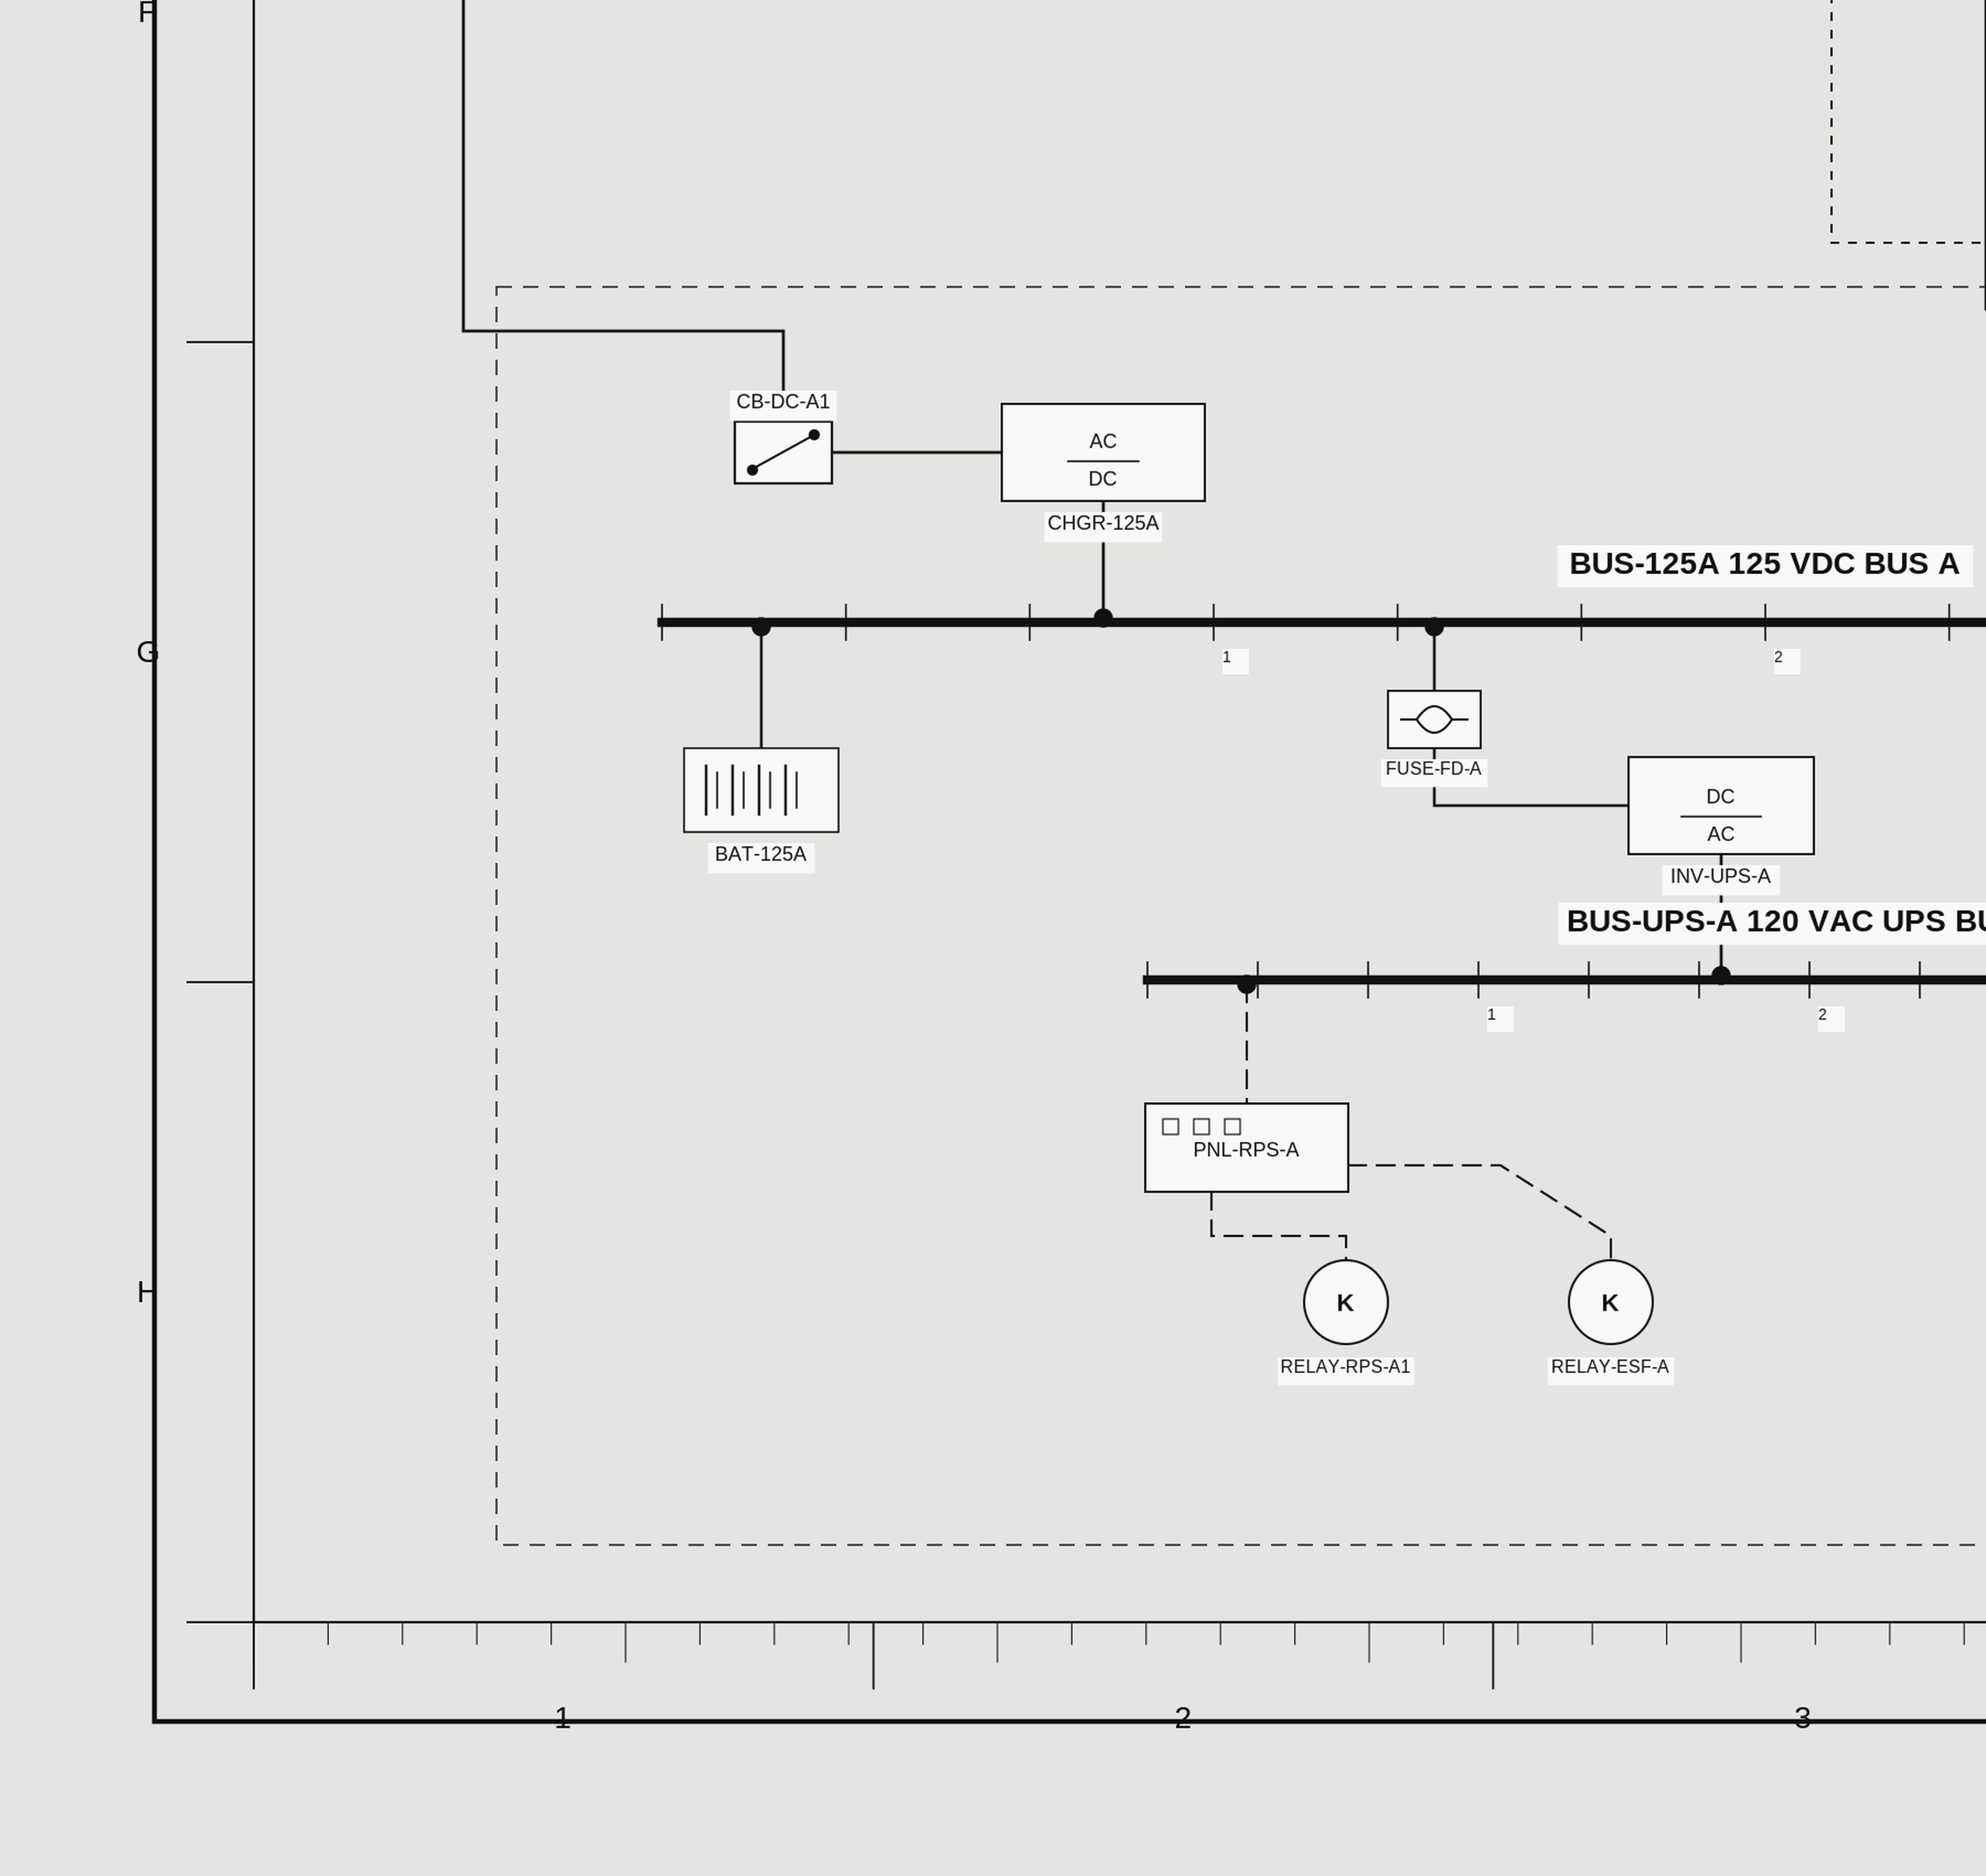 F
CB-DC-A1
AC
DC
CHGR-125A
BUS-125A 125 VDC BUS A
G
1
2
FUSE-FD-A
DC
AC
BAT-125A
INV-UPS-A
BUS-UPS-A 120 VAC UPS
1
2
PNL-RPS-A
H
K
K
RELAY-RPS-A1
RELAY-ESF-A
1
2
3